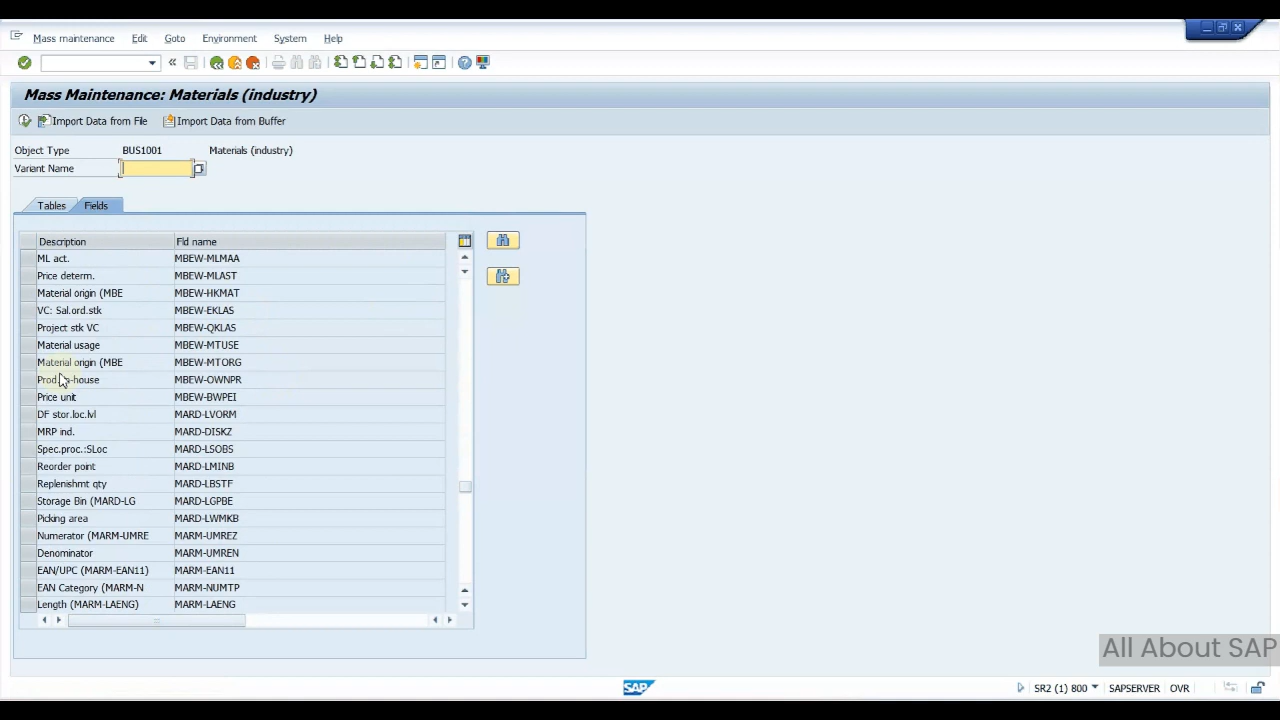 Mass maintenance Edit Goto Environment System Help
Mass Maintenance: Materials (industry)
Import Data from File Import Data from Buffer
Object Type BUS1001 Materials (industry)
Variant Name
Tables Fields
Description Fld name
ML act. MBEW-MLMAA
Price determ. MBEW-MLAST
Material origin (MBE MBEW-HKMAT
VC: Sal.ord.stk MBEW-EKLAS
Project stk VC MBEW-QKLAS
Material usage MBEW-MTUSE
Material origin (MBE MBEW-MTORG
MBEW-OWNPR
Price unit MBEW-BWPEI
DF stor.loc.lvl MARD-LVORM
MRP ind. MARD-DISKZ
Spec.proc.:SLoc MARD-LSOBS
Reorder point MARD-LMINB
Replenishmt qty MARD-LBSTF
Storage Bin (MARD-LG MARD-LGPBE
Picking area MARD-LWMKB
Numerator (MARM-UMRE MARM-UMREZ
Denominator MARM-UMREN
EAN/UPC (MARM-EAN11) MARM-EAN11
EAN Category (MARM-N MARM-NUMTP
Length (MARM-LAENG) MARM-LAENG
All About SAP
SAP SR2 (1) 800 SAPSERVER OVR